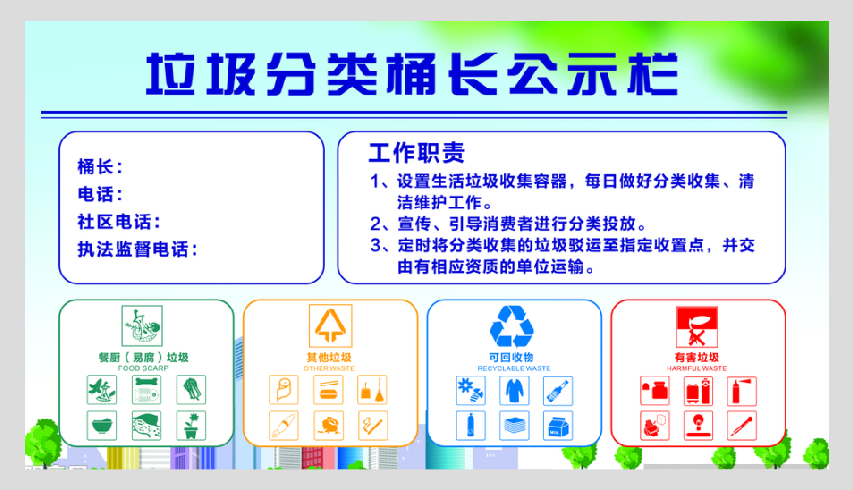 垃圾分类桶长公示栏
桶长：
电话：
社区电话：
执法监督电话：
工作职责
1、设置生活垃圾收集容器，每日做好分类收集、清
洁维护工作。
2、宣传、引导消费者进行分类投放。
3、定时将分类收集的垃圾驳运至指定收置点，并交
由有相应资质的单位运输。
餐厨（易腐）垃圾
FOOD SCARF
其他垃圾
OTHER WASTE
可回收物
RECYCLABLE WASTE
有害垃圾
HARMFUL WASTE